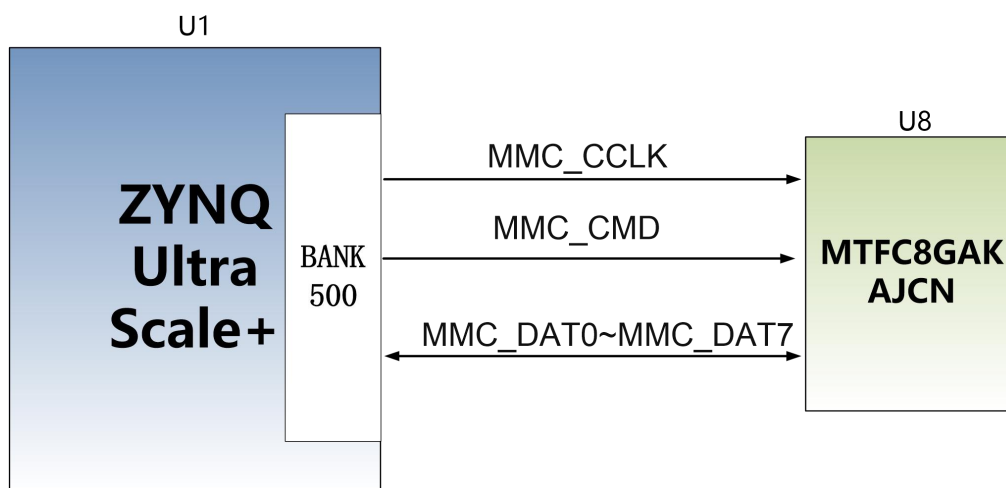 U1
ZYNQ
Ultra
Scale+
BANK
500
MMC_CCLK
MMC_CMD
MMC_DAT0~MMC_DAT7
U8
MTFC8GAK
AJCN